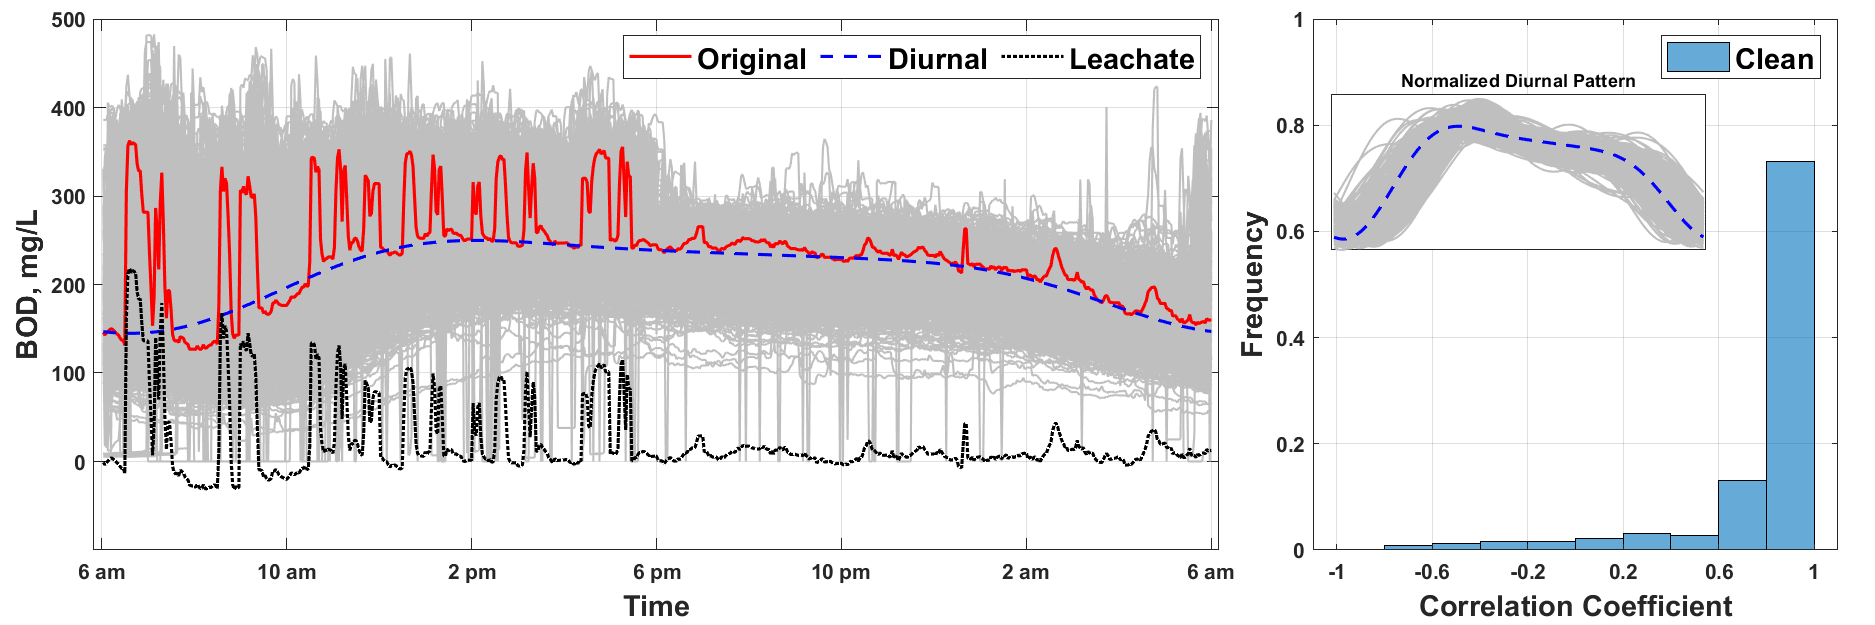 500
400
300
200
100
0
BOD, mg/L
Original Diurnal Leachate
6 am 10 am 2 pm 6 pm 10 pm 2 am 6 am
Time
1
0.8
0.6
0.4
0.2
0
Frequency
Clean
Normalized Diurnal Pattern
-1 -0.6 -0.2 0.2 0.6 1
Correlation Coefficient